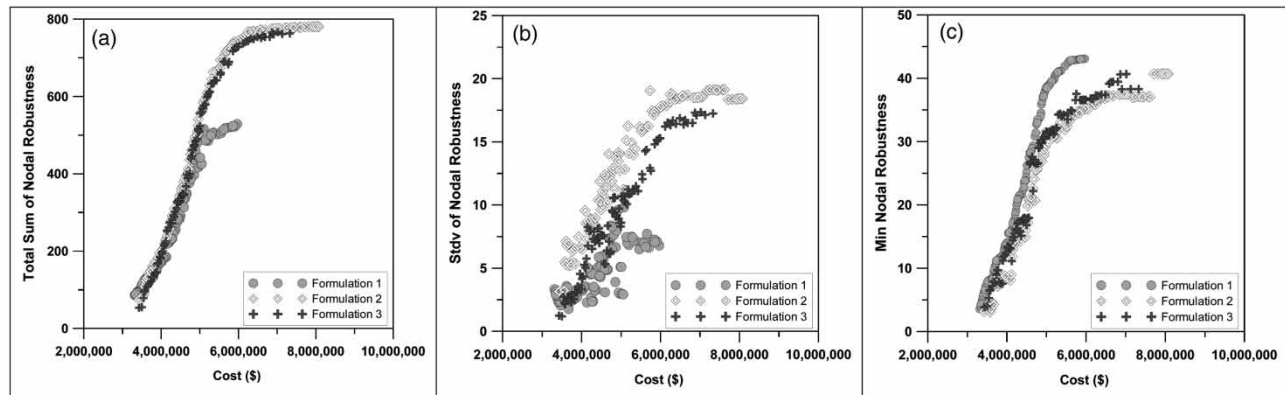 (a)
Total Sum of Nodal Robustness
800
600
400
200
0
2,000,000 4,000,000 6,000,000 8,000,000 10,000,000
Cost ($)
Formulation 1
Formulation 2
Formulation 3
(b)
Stdv of Nodal Robustness
25
20
15
10
5
0
2,000,000 4,000,000 6,000,000 8,000,000 10,000,000
Cost ($)
Formulation 1
Formulation 2
Formulation 3
(c)
Min Nodal Robustness
50
40
30
20
10
0
2,000,000 4,000,000 6,000,000 8,000,000 10,000,000
Cost ($)
Formulation 1
Formulation 2
Formulation 3